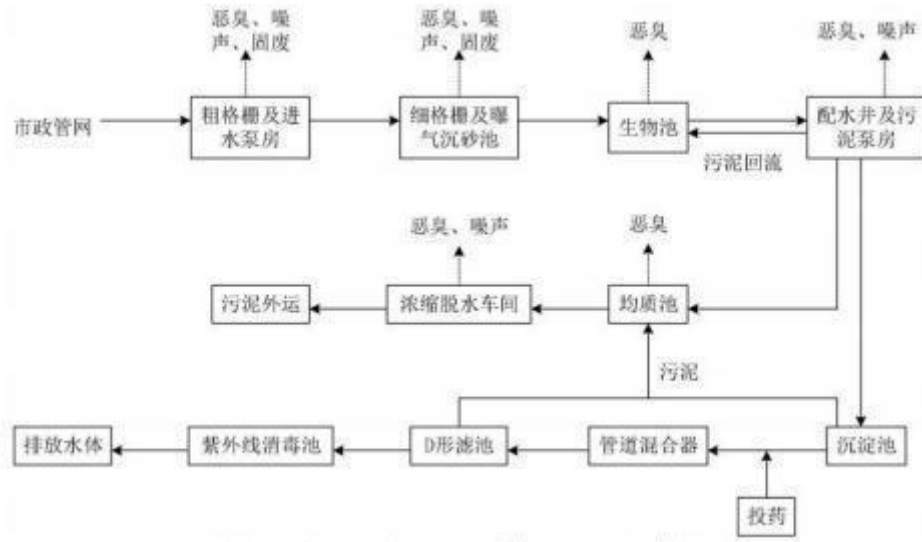 恶臭、噪
声、固废
恶臭、噪
声、固废
恶臭
恶臭、噪声
市政管网
粗格栅及进
水泵房
细格栅及曝
气沉砂池
生物池
配水井及污
泥泵房
污泥回流
恶臭、噪声
恶臭
污泥外运
浓缩脱水车间
均质池
污泥
排放水体
紫外线消毒池
D形滤池
管道混合器
沉淀池
投药